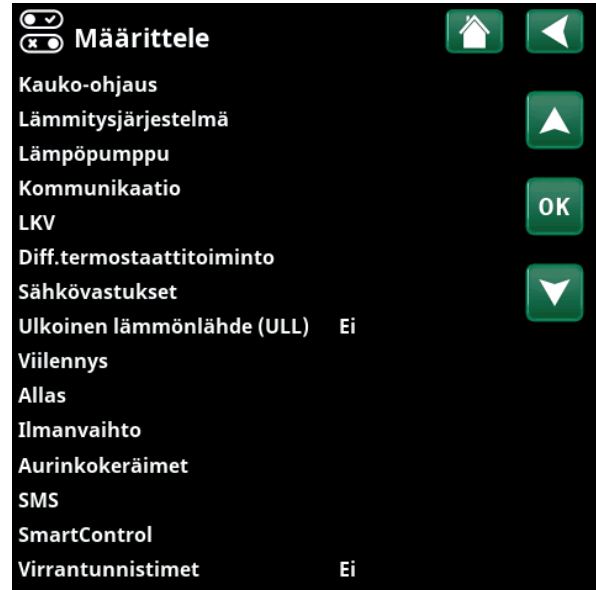 Määrittele
Kauko-ohjaus
Lämmitysjärjestelmä
Lämpöpumppu
Kommunikaatio
OK
LKV
Diff.termostaattitoiminto
Sähkövastukset
Ulkoinen lämmönlähde (ULL) Ei
Viilennys
Allas
Ilmanvaihto
Aurinkokeräimet
SMS
SmartControl
Virrantunnistimet Ei